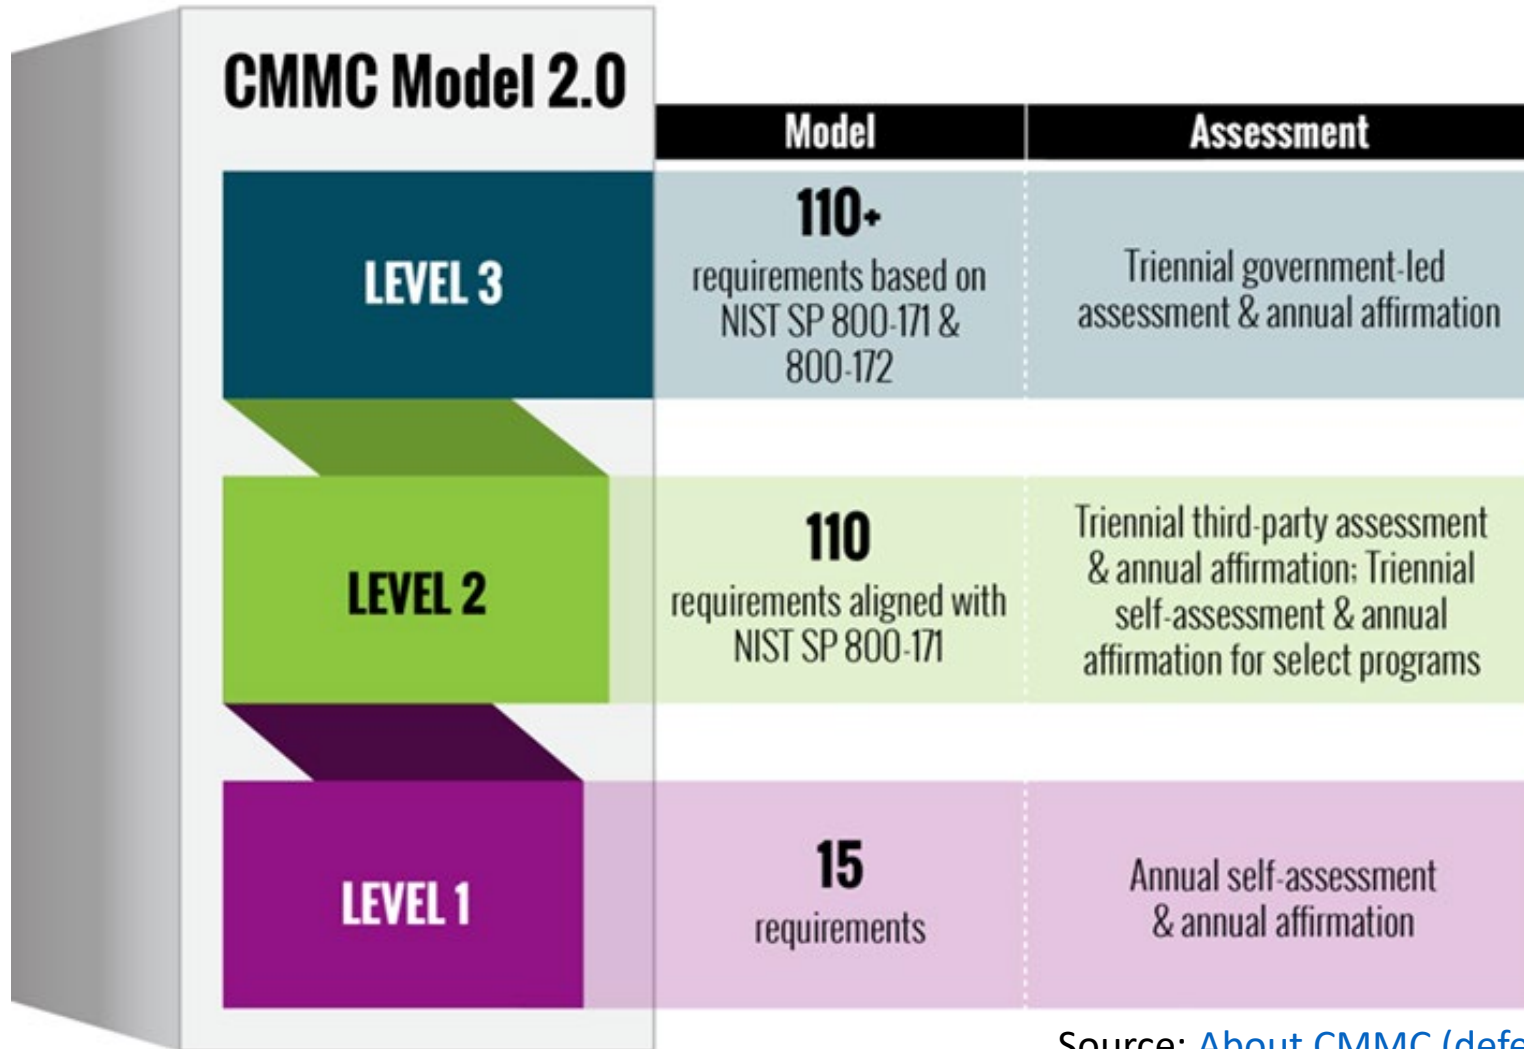 CMMC Model 2.0
Model
Assessment
LEVEL 3
110+
requirements based on
NIST SP 800-171 &
800-172
Triennial government-led
assessment & annual affirmation
LEVEL 2
110
requirements aligned with
NIST SP 800-171
Triennial third-party assessment
& annual affirmation; Triennial
self-assessment & annual
affirmation for select programs
LEVEL 1
15
requirements
Annual self-assessment
& annual affirmation
Source: About CMMC (defe